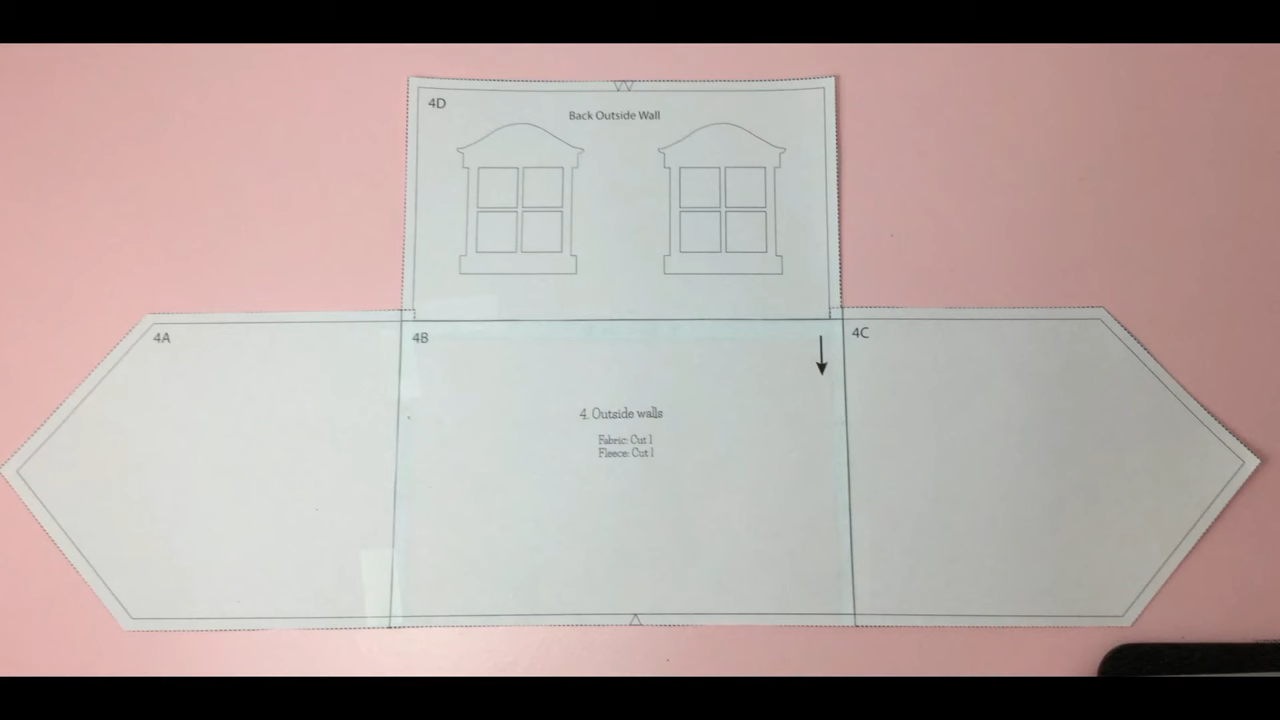 4D
Back Outside Wall
4A
4B
4C
4. Outside walls
Fabric: Cut 1
Fleece: Cut 1